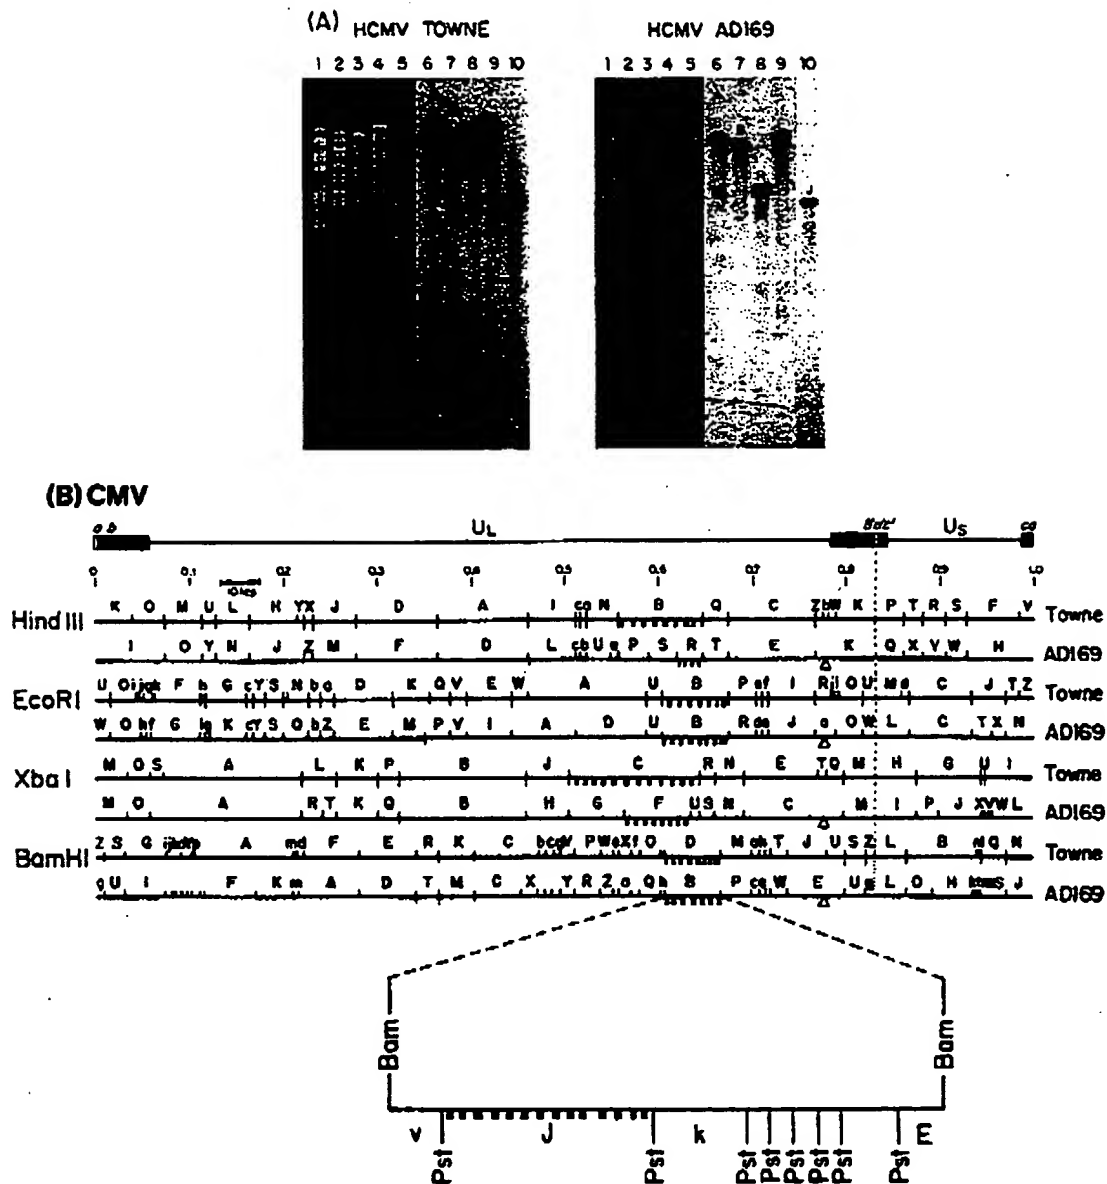 (A) HCMV TOWNE HCMV AD169
1 2 3 4 5 6 7 8 9 10 1 2 3 4 5 6 7 8 9 10
(B) CMV
a b UL US ca
0 0.1 0.2 0.3 0.4 0.5 0.6 0.7 0.8 0.9 1.0
Hind III K O M U L H Y X J D A I c a N B Q C Z b W K P T R S F V Towne
I O Y N J Z M F D L c b U a P S R T E K Q X V W H AD169
EcoRI U O F h G c Y S N b a D K Q V E W A U B P I R O U M d C J T Z Towne
W O h f G K c Y S Q b Z E M P V I A D U B R d e J a O W L C T X N AD169
Xba I M O S A L K P B J C R N E T Q M H G U I Towne
M O A R T K Q B H G F U S N C M I P J X V W L AD169
BamHI Z S G A m d F E R K C P W O D M T J U S Z L B Q N Towne
U I F K m A D T M C X Y R Z a Q h B P W E U L O H S J AD169
Bam Bam
v J k E
Pst Pst Pst Pst Pst Pst Pst Pst